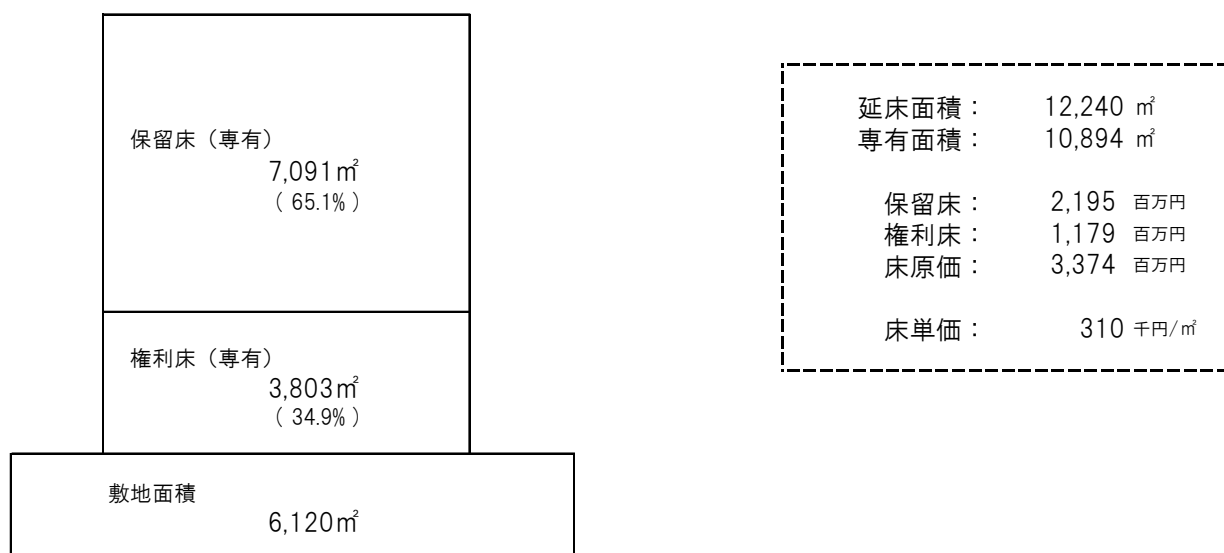 保留床（専有）
7,091㎡
（ 65.1% ）
権利床（専有）
3,803㎡
（ 34.9% ）
敷地面積
6,120㎡
延床面積： 12,240 ㎡
専有面積： 10,894 ㎡
保留床： 2,195 百万円
権利床： 1,179 百万円
床原価： 3,374 百万円
床単価： 310 千円/㎡